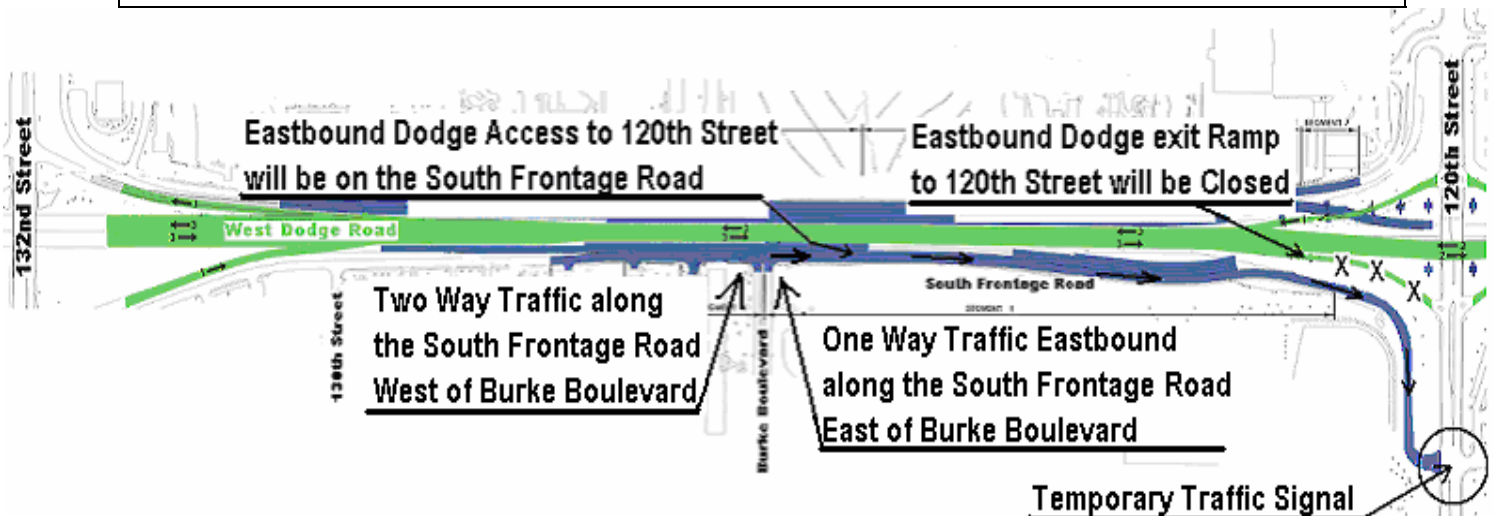 Eastbound Dodge Access to 120th Street
will be on the South Frontage Road
Eastbound Dodge exit Ramp
to 120th Street will be Closed
132nd Street
120th Street
West Dodge Road
South Frontage Road
130th Street
Two Way Traffic along
the South Frontage Road
West of Burke Boulevard
Burke Boulevard
One Way Traffic Eastbound
along the South Frontage Road
East of Burke Boulevard
X X X
Temporary Traffic Signal